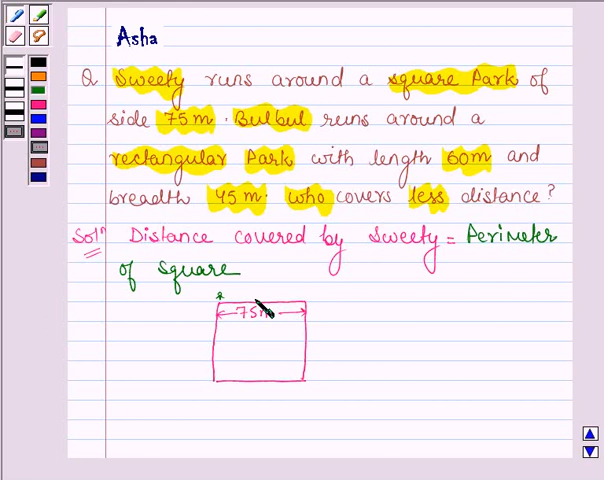 Asha
Q Sweety runs around a square Park of
side 75m. Bulbul runs around a
rectangular Park with length 60m and
breadth 45m. who covers less distance?
Solⁿ Distance covered by Sweety = Perimeter
of square
*
75m